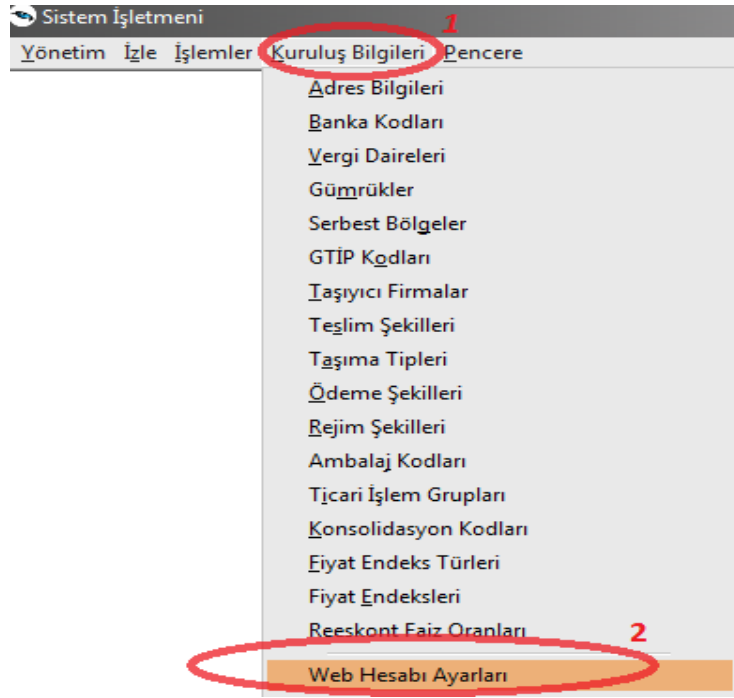 Sistem İşletmeni
1
Yönetim İzle İşlemler Kuruluş Bilgileri Pencere
Adres Bilgileri
Banka Kodları
Vergi Daireleri
Gümrükler
Serbest Bölgeler
GTİP Kodları
Taşıyıcı Firmalar
Teslim Şekilleri
Taşıma Tipleri
Ödeme Şekilleri
Rejim Şekilleri
Ambalaj Kodları
Ticari İşlem Grupları
Konsolidasyon Kodları
Fiyat Endeks Türleri
Fiyat Endeksleri
Reeskont Faiz Oranları
2
Web Hesabı Ayarları